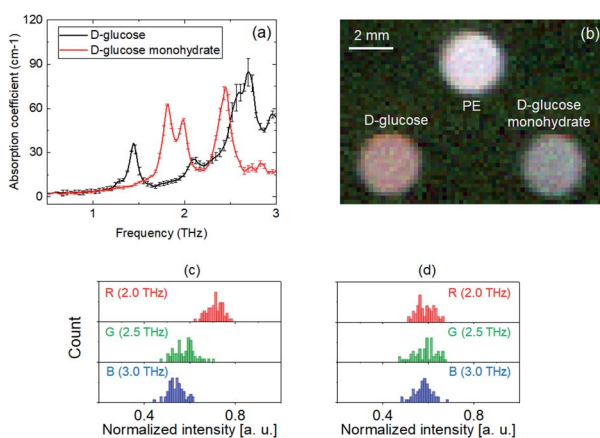 (a)
D-glucose
D-glucose monohydrate
Absorption coefficient (cm-1)
120
90
60
30
0
1
2
3
Frequency (THz)
(b)
2 mm
PE
D-glucose
D-glucose
monohydrate
(c)
R (2.0 THz)
G (2.5 THz)
B (3.0 THz)
Count
0.4
0.8
Normalized intensity [a. u.]
(d)
R (2.0 THz)
G (2.5 THz)
B (3.0 THz)
0.4
0.8
Normalized intensity [a. u.]